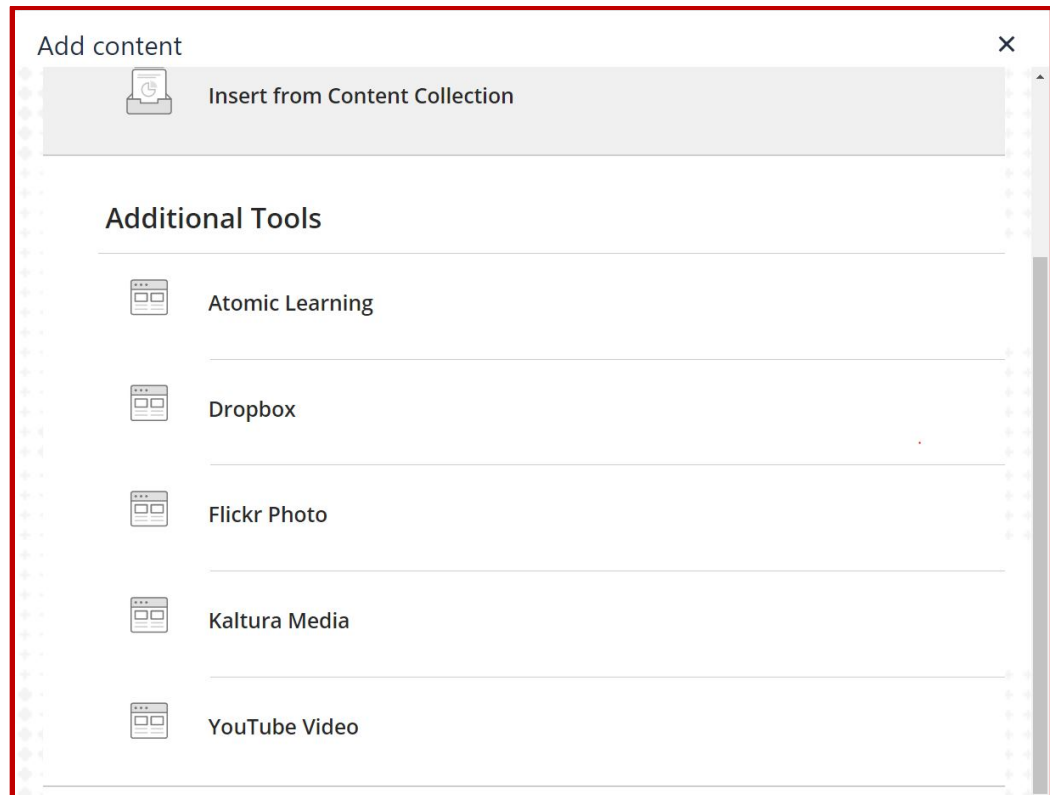 Add content
Insert from Content Collection
Additional Tools
Atomic Learning
Dropbox
Flickr Photo
Kaltura Media
YouTube Video